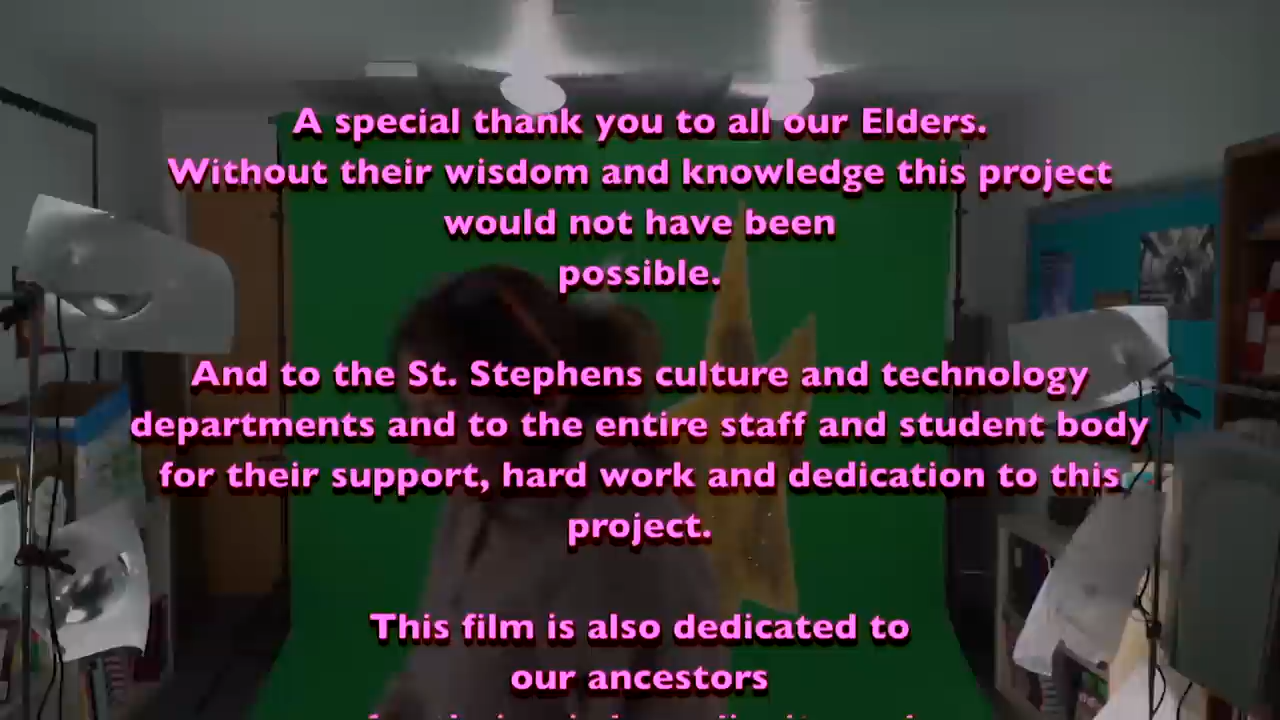 A special thank you to all our Elders.
Without their wisdom and knowledge this project
would not have been
possible.
And to the St. Stephens culture and technology
departments and to the entire staff and student body
for their support, hard work and dedication to this
project.
This film is also dedicated to
our ancestors